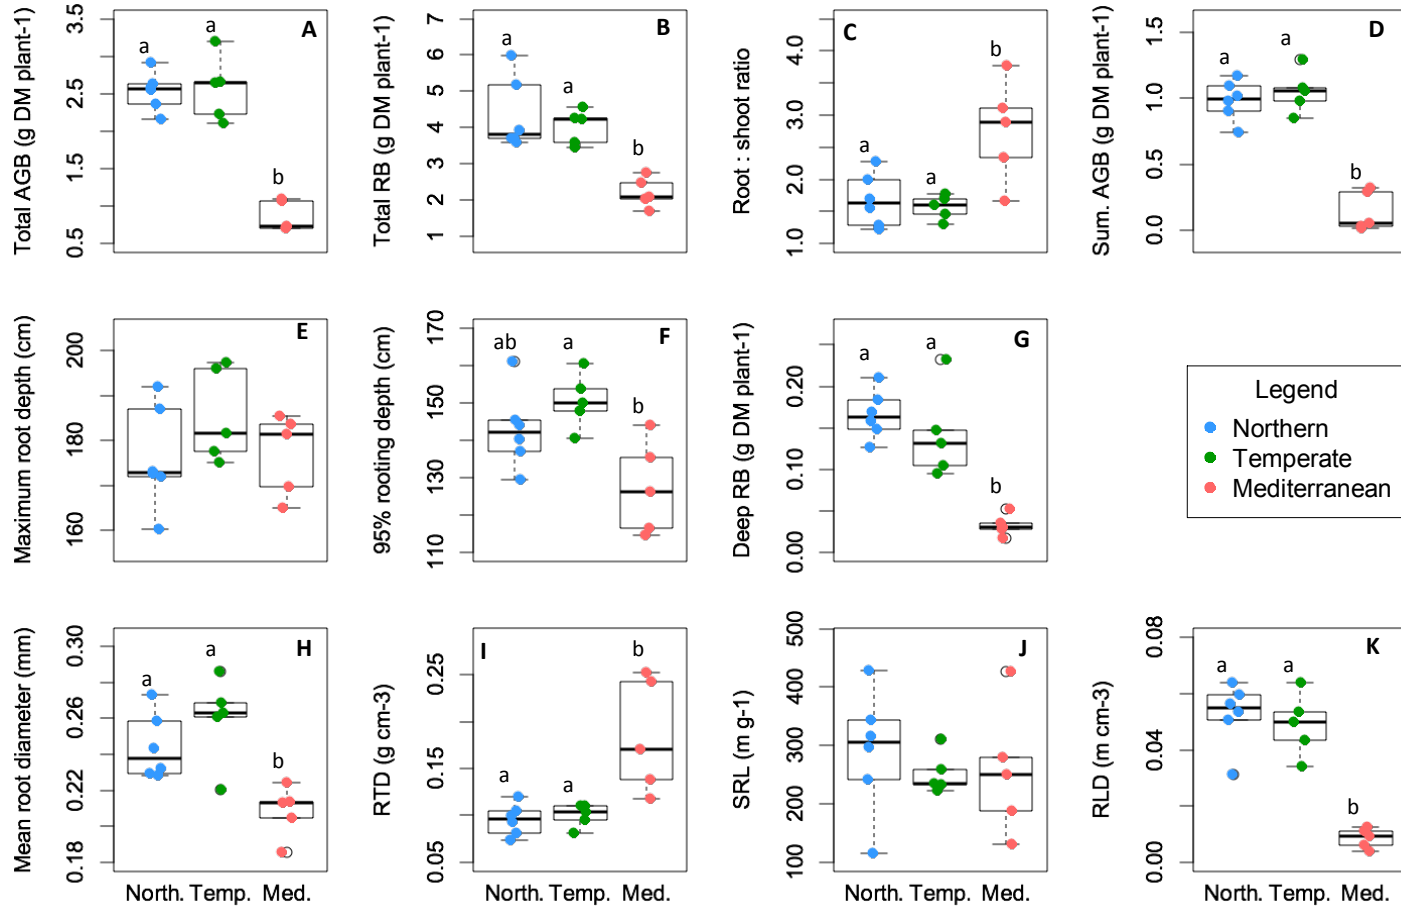 Total AGB (g DM plant-1)
3.5
2.5
1.5
0.5
a
a
b
A
Total RB (g DM plant-1)
7
6
5
4
3
2
1
a
a
b
B
Root : shoot ratio
4.0
3.0
2.0
1.0
a
a
b
C
Sum. AGB (g DM plant-1)
1.5
1.0
0.5
0.0
a
a
b
D
Maximum root depth (cm)
200
180
160
E
95% rooting depth (cm)
170
150
130
110
ab
a
b
F
Deep RB (g DM plant-1)
0.20
0.10
0.00
a
a
b
G
Legend
Northern
Temperate
Mediterranean
Mean root diameter (mm)
0.30
0.26
0.22
0.18
a
a
b
H
North. Temp. Med.
RTD (g cm-3)
0.25
0.15
0.05
a
a
b
I
North. Temp. Med.
SRL (m g-1)
500
400
300
200
100
J
North. Temp. Med.
RLD (m cm-3)
0.08
0.04
0.00
a
a
b
K
North. Temp. Med.